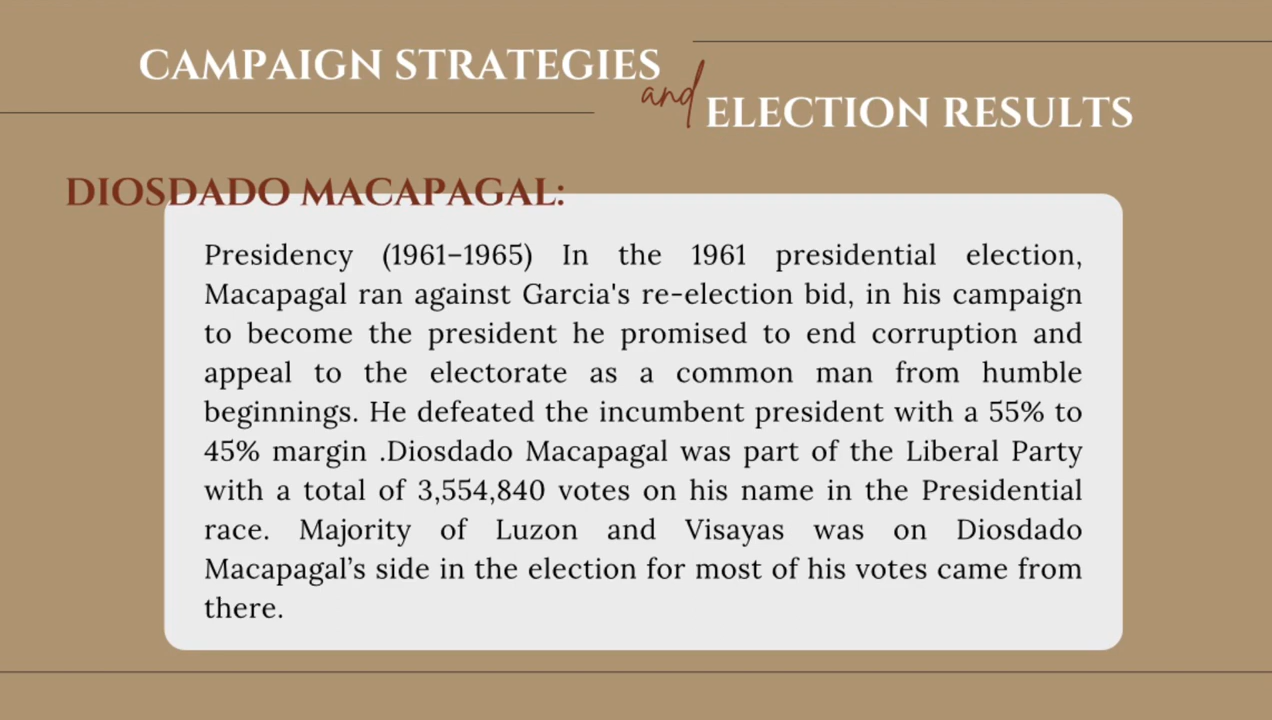 CAMPAIGN STRATEGIES
and
ELECTION RESULTS
DIOSDADO MACAPAGAL:
Presidency (1961–1965) In the 1961 presidential election,
Macapagal ran against Garcia's re-election bid, in his campaign
to become the president he promised to end corruption and
appeal to the electorate as a common man from humble
beginnings. He defeated the incumbent president with a 55% to
45% margin .Diosdado Macapagal was part of the Liberal Party
with a total of 3,554,840 votes on his name in the Presidential
race. Majority of Luzon and Visayas was on Diosdado
Macapagal’s side in the election for most of his votes came from
there.